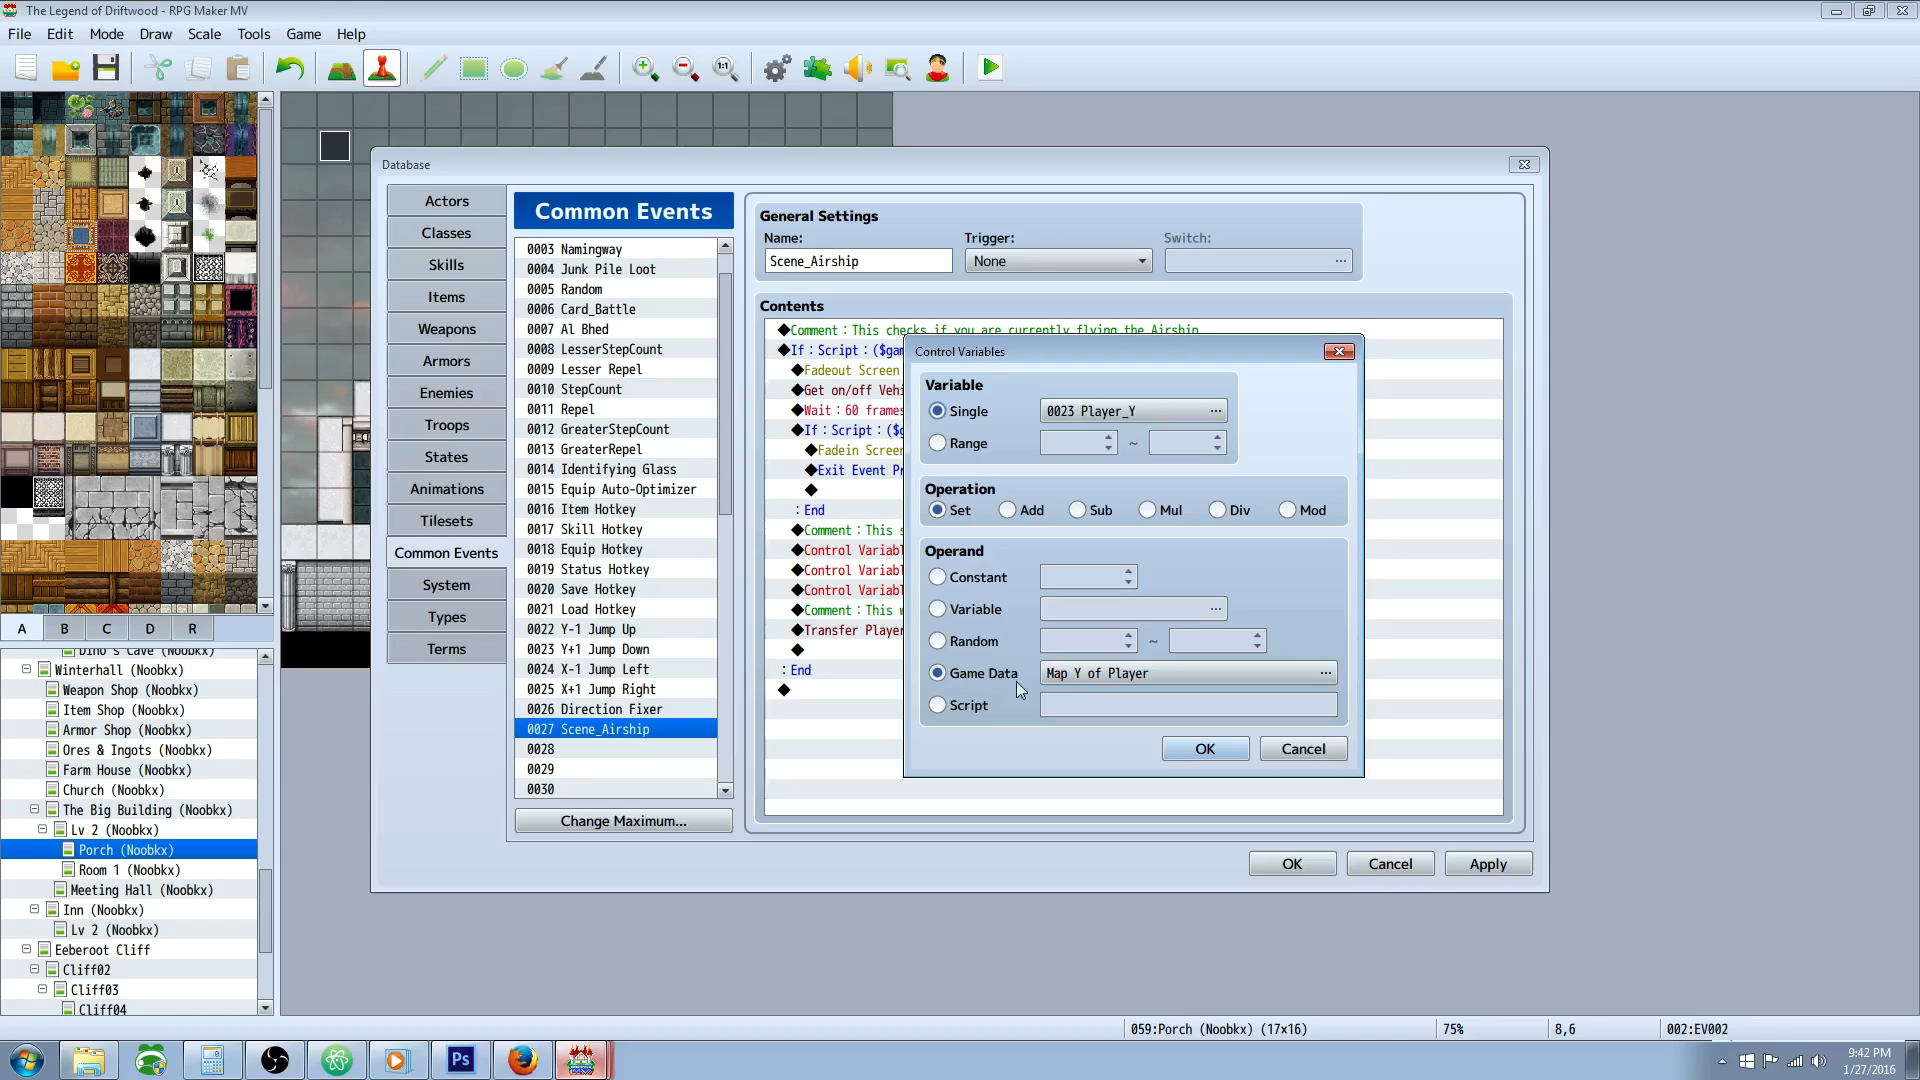 The Legend of Driftwood - RPG Maker MV
File Edit Mode Draw Scale Tools Game Help
1:1
Database
Actors
Classes
Skills
Items
Weapons
Armors
Enemies
Troops
States
Animations
Tilesets
Common Events
System
Types
Terms
Common Events
0003 Namingway
0004 Junk Pile Loot
0005 Random
0006 Card_Battle
0007 Al Bhed
0008 LesserStepCount
0009 Lesser Repel
0010 StepCount
0011 Repel
0012 GreaterStepCount
0013 GreaterRepel
0014 Identifying Glass
0015 Equip Auto-Optimizer
0016 Item Hotkey
0017 Skill Hotkey
0018 Equip Hotkey
0019 Status Hotkey
0020 Save Hotkey
0021 Load Hotkey
0022 Y-1 Jump Up
0023 Y+1 Jump Down
0024 X-1 Jump Left
0025 X+1 Jump Right
0026 Direction Fixer
0027 Scene_Airship
0028
0029
0030
Change Maximum...
General Settings
Name: Trigger: Switch:
Scene_Airship None ...
Contents
◆Comment : This checks if you are currently flying the Airship
◆If : Script : ($gam
◆Fadeout Screen
◆Get on/off Vehi
◆Wait : 60 frames
◆If : Script : ($g
◆Fadein Screen
◆Exit Event Pr
◆
: End
◆Comment : This s
◆Control Variabl
◆Control Variabl
◆Control Variabl
◆Comment : This w
◆Transfer Player
◆
: End
◆
Control Variables
Variable
Single 0023 Player_Y ...
Range ~
Operation
Set Add Sub Mul Div Mod
Operand
Constant
Variable ...
Random ~
Game Data Map Y of Player ...
Script
OK Cancel
OK Cancel Apply
A B C D R
Dino's Cave (Noobkx)
Winterhall (Noobkx)
Weapon Shop (Noobkx)
Item Shop (Noobkx)
Armor Shop (Noobkx)
Ores & Ingots (Noobkx)
Farm House (Noobkx)
Church (Noobkx)
The Big Building (Noobkx)
Lv 2 (Noobkx)
Porch (Noobkx)
Room 1 (Noobkx)
Meeting Hall (Noobkx)
Inn (Noobkx)
Lv 2 (Noobkx)
Eeberoot Cliff
Cliff02
Cliff03
Cliff04
059:Porch (Noobkx) (17x16) 75% 8,6 002:EV002
Ps
9:42 PM
1/27/2016